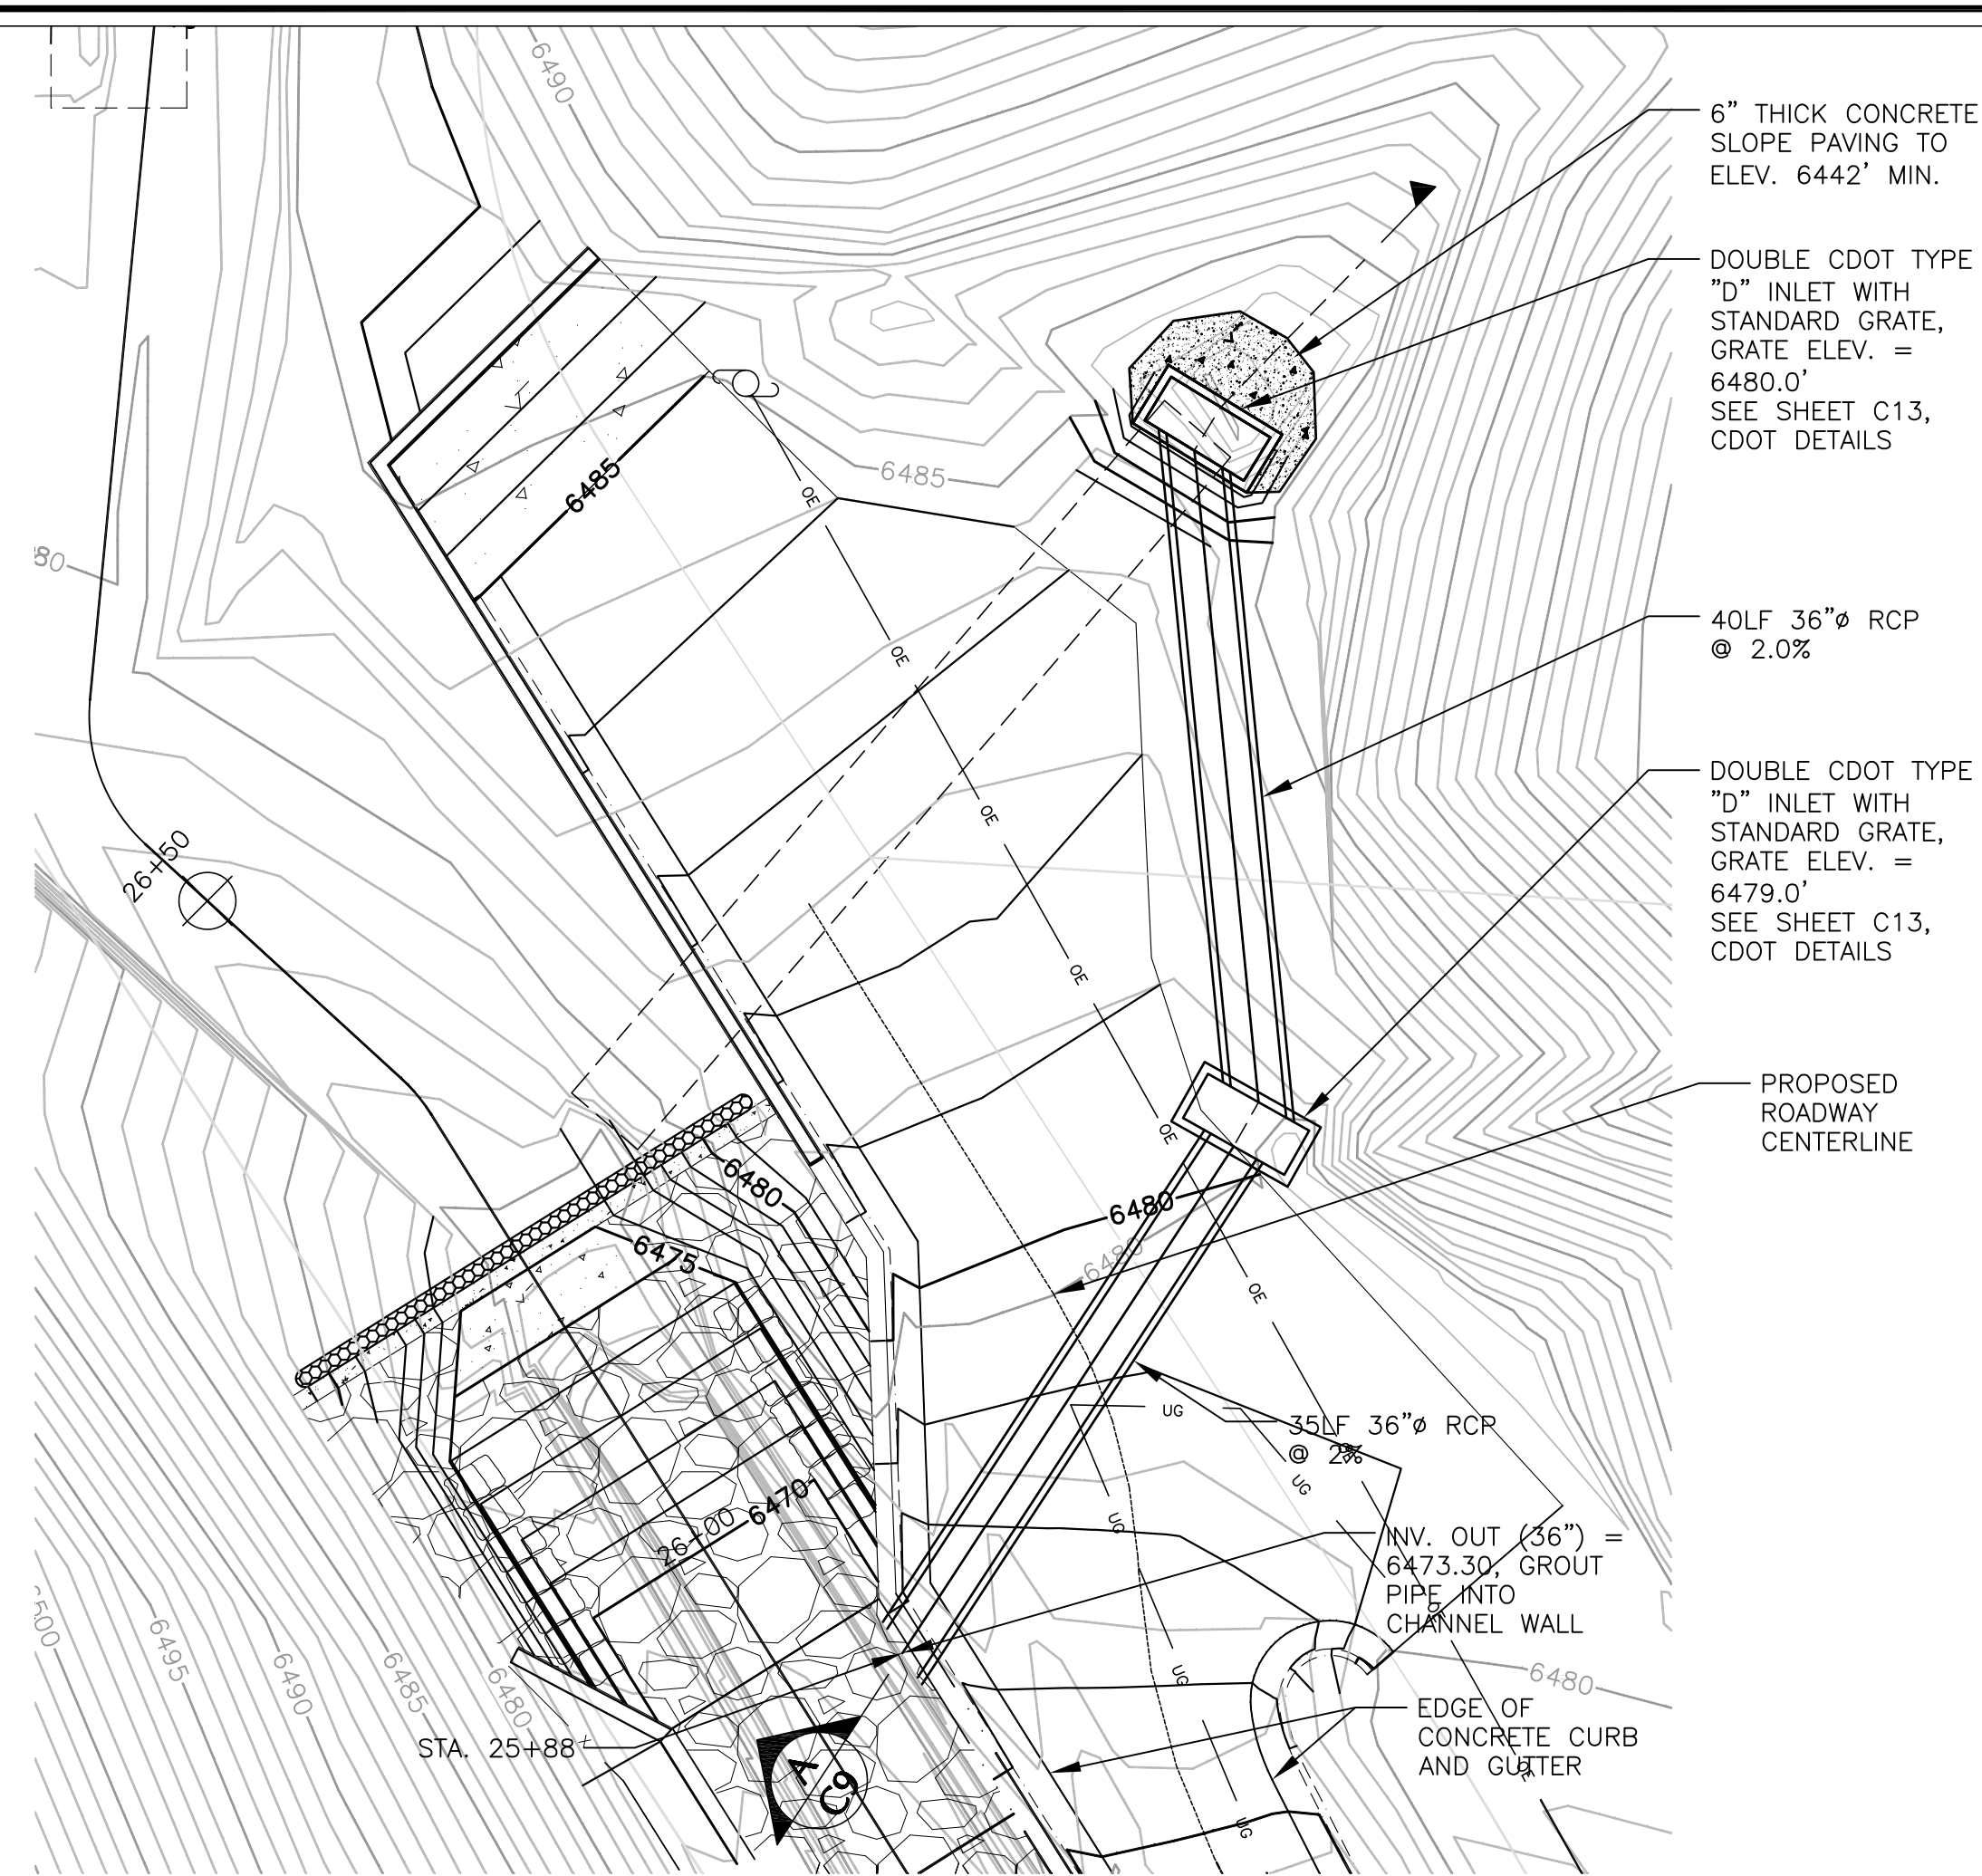 6490
6" THICK CONCRETE
SLOPE PAVING TO
ELEV. 6442' MIN.
DOUBLE CDOT TYPE
"D" INLET WITH
STANDARD GRATE,
GRATE ELEV. =
6480.0'
SEE SHEET C13,
CDOT DETAILS
6485
6485
OE
40LF 36"ø RCP
@ 2.0%
OE
DOUBLE CDOT TYPE
"D" INLET WITH
STANDARD GRATE,
GRATE ELEV. =
6479.0'
SEE SHEET C13,
CDOT DETAILS
OE
26+50
OE
PROPOSED
ROADWAY
CENTERLINE
OE
6480
6480
6480
6475
OE
UG
35LF 36"ø RCP
@ 2%
UG
UG
6470
26+00
INV. OUT (36") =
6473.30, GROUT
PIPE INTO
CHANNEL WALL
OE
6495
6490
6485
6480
UG
6480
STA. 25+88
EDGE OF
CONCRETE CURB
AND GUTTER
OE
A
C9
UG